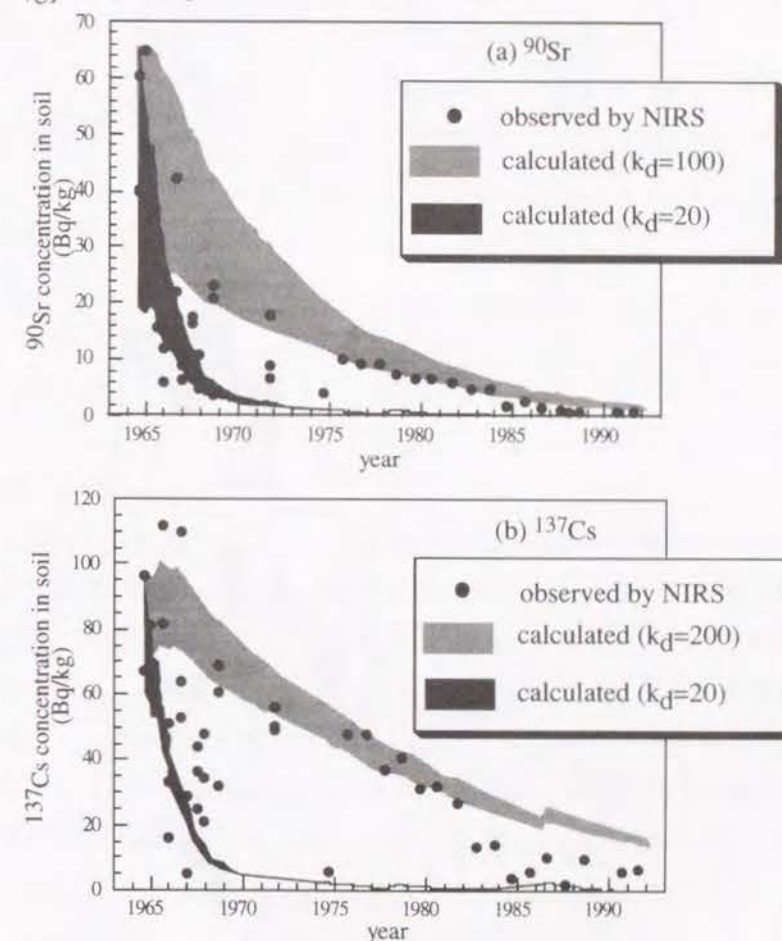 (a) ⁹⁰Sr
observed by NIRS
calculated (k_d=100)
calculated (k_d=20)
⁹⁰Sr concentration in soil
(Bq/kg)
70
60
50
40
30
20
10
0
1965 1970 1975 1980 1985 1990
year
(b) ¹³⁷Cs
observed by NIRS
calculated (k_d=200)
calculated (k_d=20)
¹³⁷Cs concentration in soil
(Bq/kg)
120
100
80
60
40
20
0
1965 1970 1975 1980 1985 1990
year